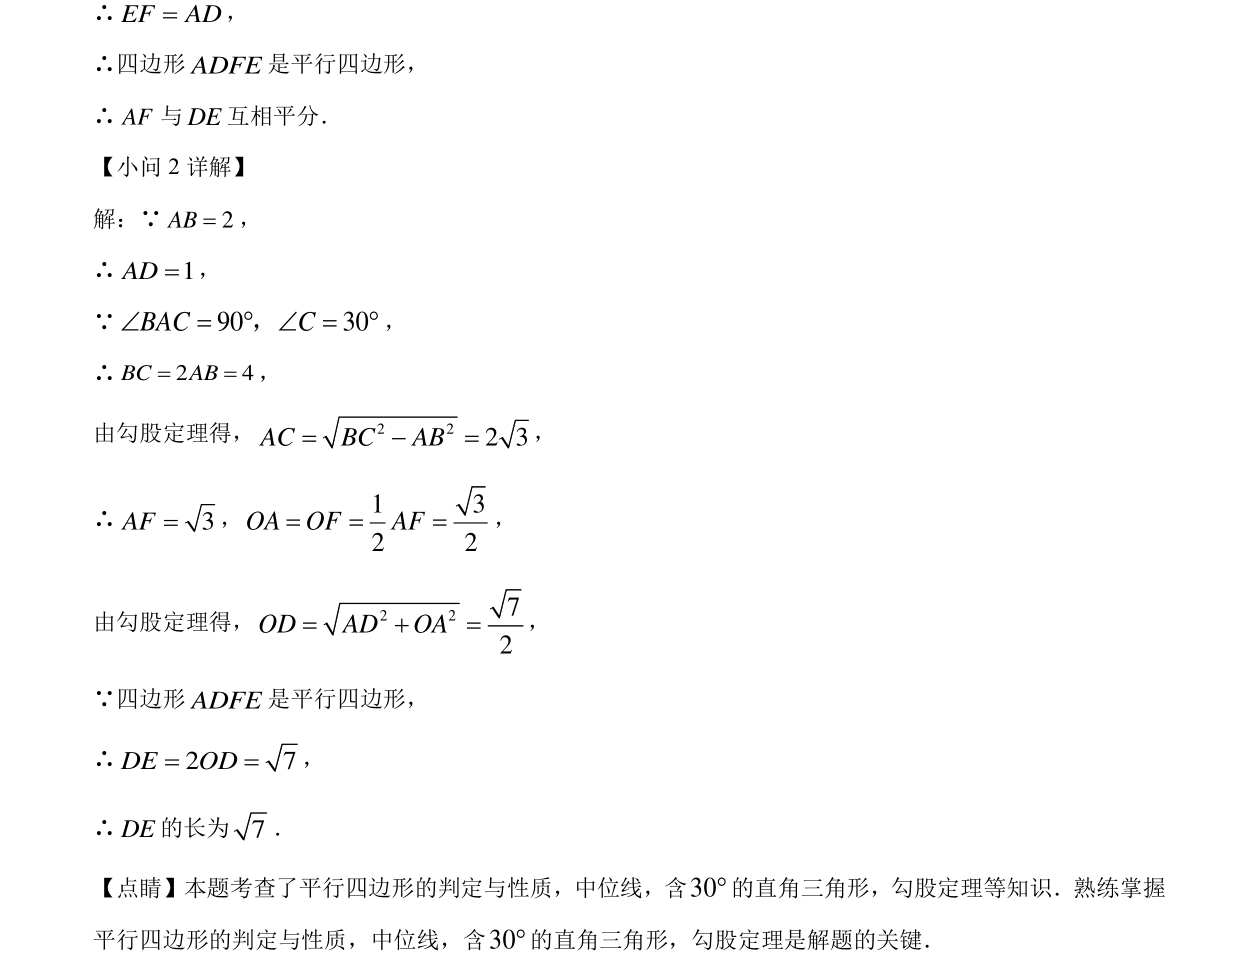 ∴ EF = AD，
∴四边形 ADFE 是平行四边形，
∴ AF 与 DE 互相平分．
【小问 2 详解】
解：∵ AB = 2，
∴ AD = 1，
∵ ∠BAC = 90°，∠C = 30°，
∴ BC = 2AB = 4，
由勾股定理得， AC = √(BC² − AB²) = 2√3，
∴ AF = √3， OA = OF = 1/2 AF = √3/2，
由勾股定理得， OD = √(AD² + OA²) = √7/2，
∵四边形 ADFE 是平行四边形，
∴ DE = 2OD = √7，
∴ DE 的长为 √7．
【点睛】本题考查了平行四边形的判定与性质，中位线，含30° 的直角三角形，勾股定理等知识．熟练掌握
平行四边形的判定与性质，中位线，含30° 的直角三角形，勾股定理是解题的关键．